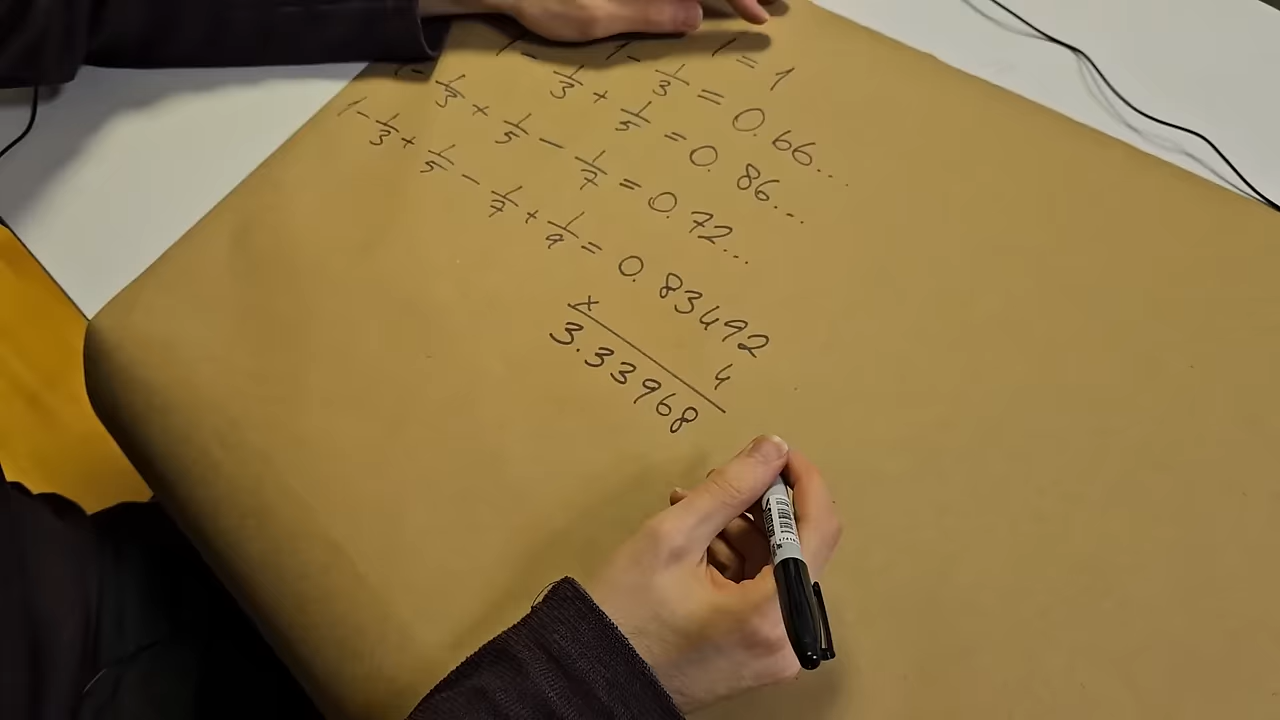 1 = 1
1 - 1/3 = 0.66...
1 - 1/3 + 1/5 = 0.86...
1 - 1/3 + 1/5 - 1/7 = 0.72...
1 - 1/3 + 1/5 - 1/7 + 1/9 = 0.83492
x 4
3.33968